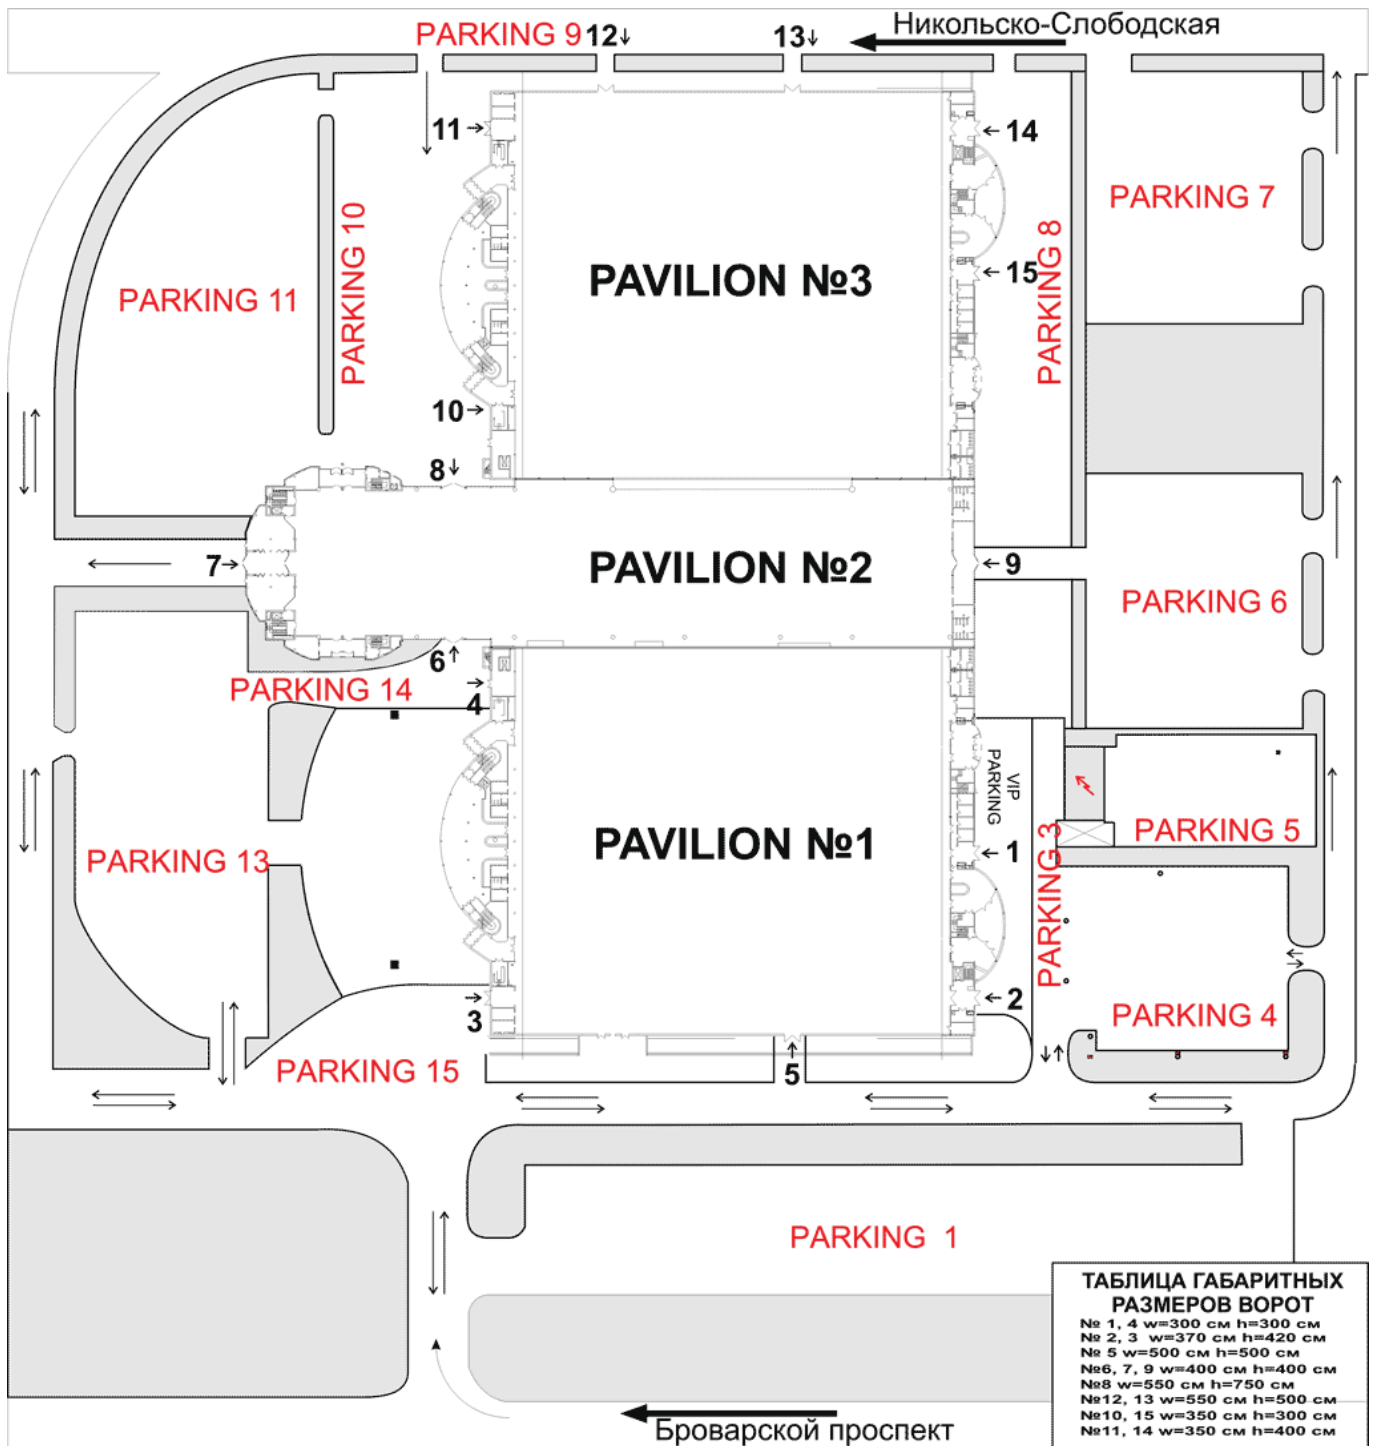 Никольско-Слободская
PARKING 9
12
13
11
14
PARKING 7
PARKING 10
PARKING 8
15
PAVILION №3
PARKING 11
10
8
7
PAVILION №2
9
PARKING 6
6
PARKING 14
4
VIP
PARKING
PARKING 5
PARKING 3
PAVILION №1
1
PARKING 13
2
3
PARKING 4
PARKING 15
5
PARKING 1
ТАБЛИЦА ГАБАРИТНЫХ
РАЗМЕРОВ ВОРОТ
№ 1, 4 w=300 см h=300 см
№ 2, 3 w=370 см h=420 см
№ 5 w=500 см h=500 см
№6, 7, 9 w=400 см h=400 см
№8 w=550 см h=750 см
№12, 13 w=550 см h=500 см
№10, 15 w=350 см h=300 см
№11, 14 w=350 см h=400 см
Броварской проспект